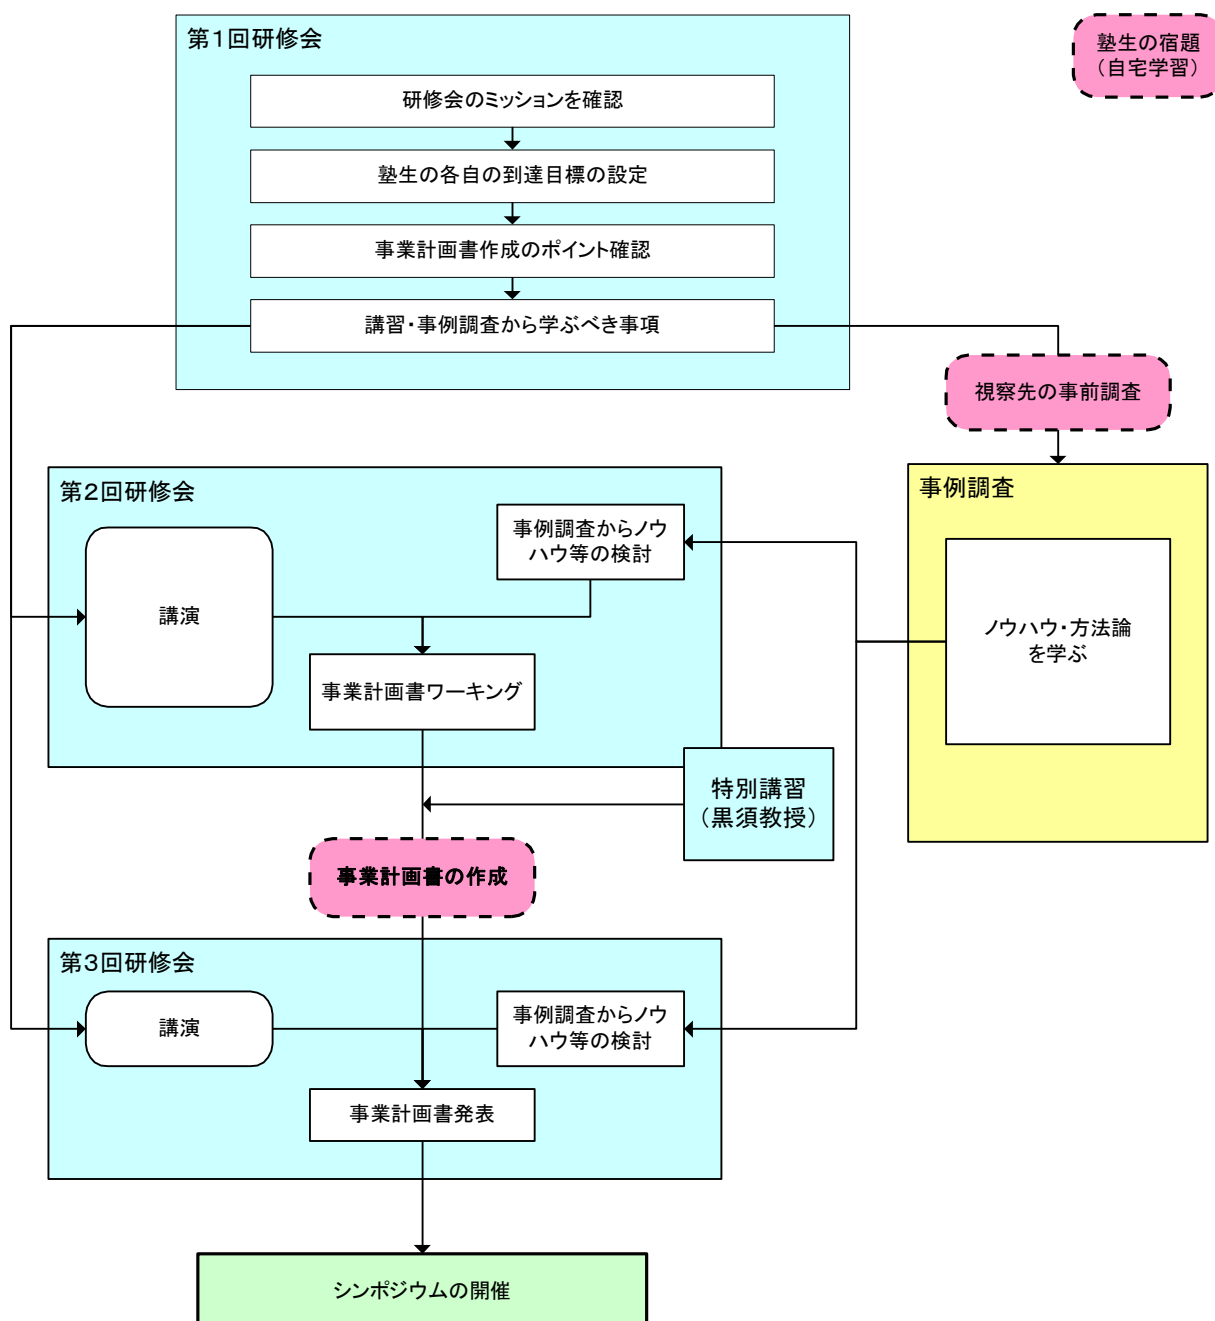 第1回研修会
塾生の宿題
（自宅学習）
研修会のミッションを確認
塾生の各自の到達目標の設定
事業計画書作成のポイント確認
講習・事例調査から学ぶべき事項
視察先の事前調査
事例調査
ノウハウ・方法論
を学ぶ
第2回研修会
講演
事例調査からノウ
ハウ等の検討
事業計画書ワーキング
特別講習
（黒須教授）
事業計画書の作成
第3回研修会
講演
事例調査からノウ
ハウ等の検討
事業計画書発表
シンポジウムの開催